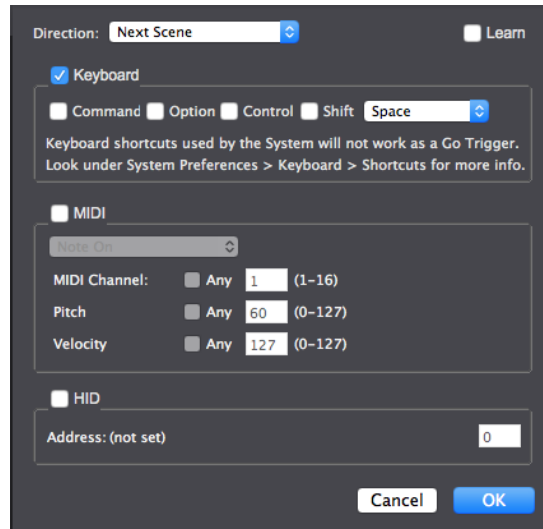 Direction: Next Scene Learn
Keyboard
Command Option Control Shift Space
Keyboard shortcuts used by the System will not work as a Go Trigger.
Look under System Preferences > Keyboard > Shortcuts for more info.
MIDI
Note On
MIDI Channel: Any 1 (1-16)
Pitch Any 60 (0-127)
Velocity Any 127 (0-127)
HID
Address: (not set) 0
Cancel OK